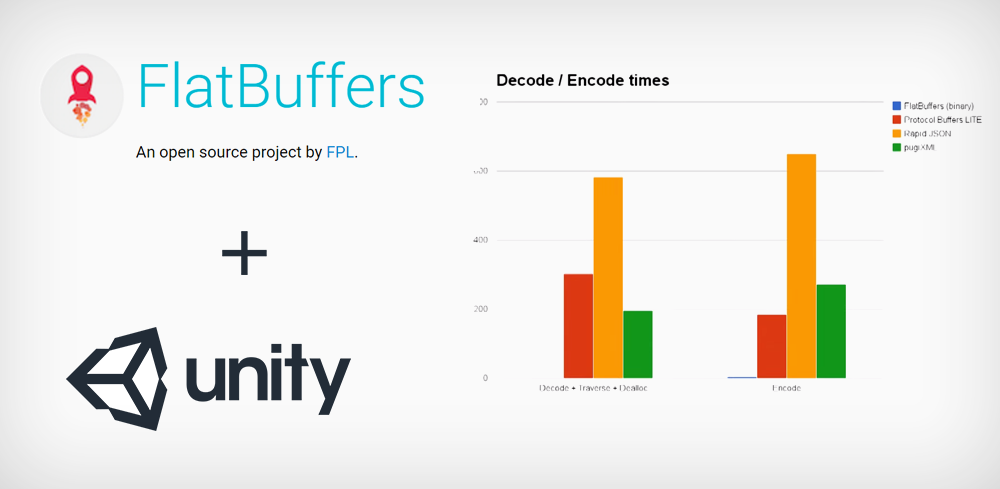 FlatBuffers
An open source project by FPL.
+
unity
Decode / Encode times
600
400
200
0
Decode + Traverse + Dealloc
Encode
FlatBuffers (binary)
Protocol Buffers LITE
Rapid JSON
pugiXML